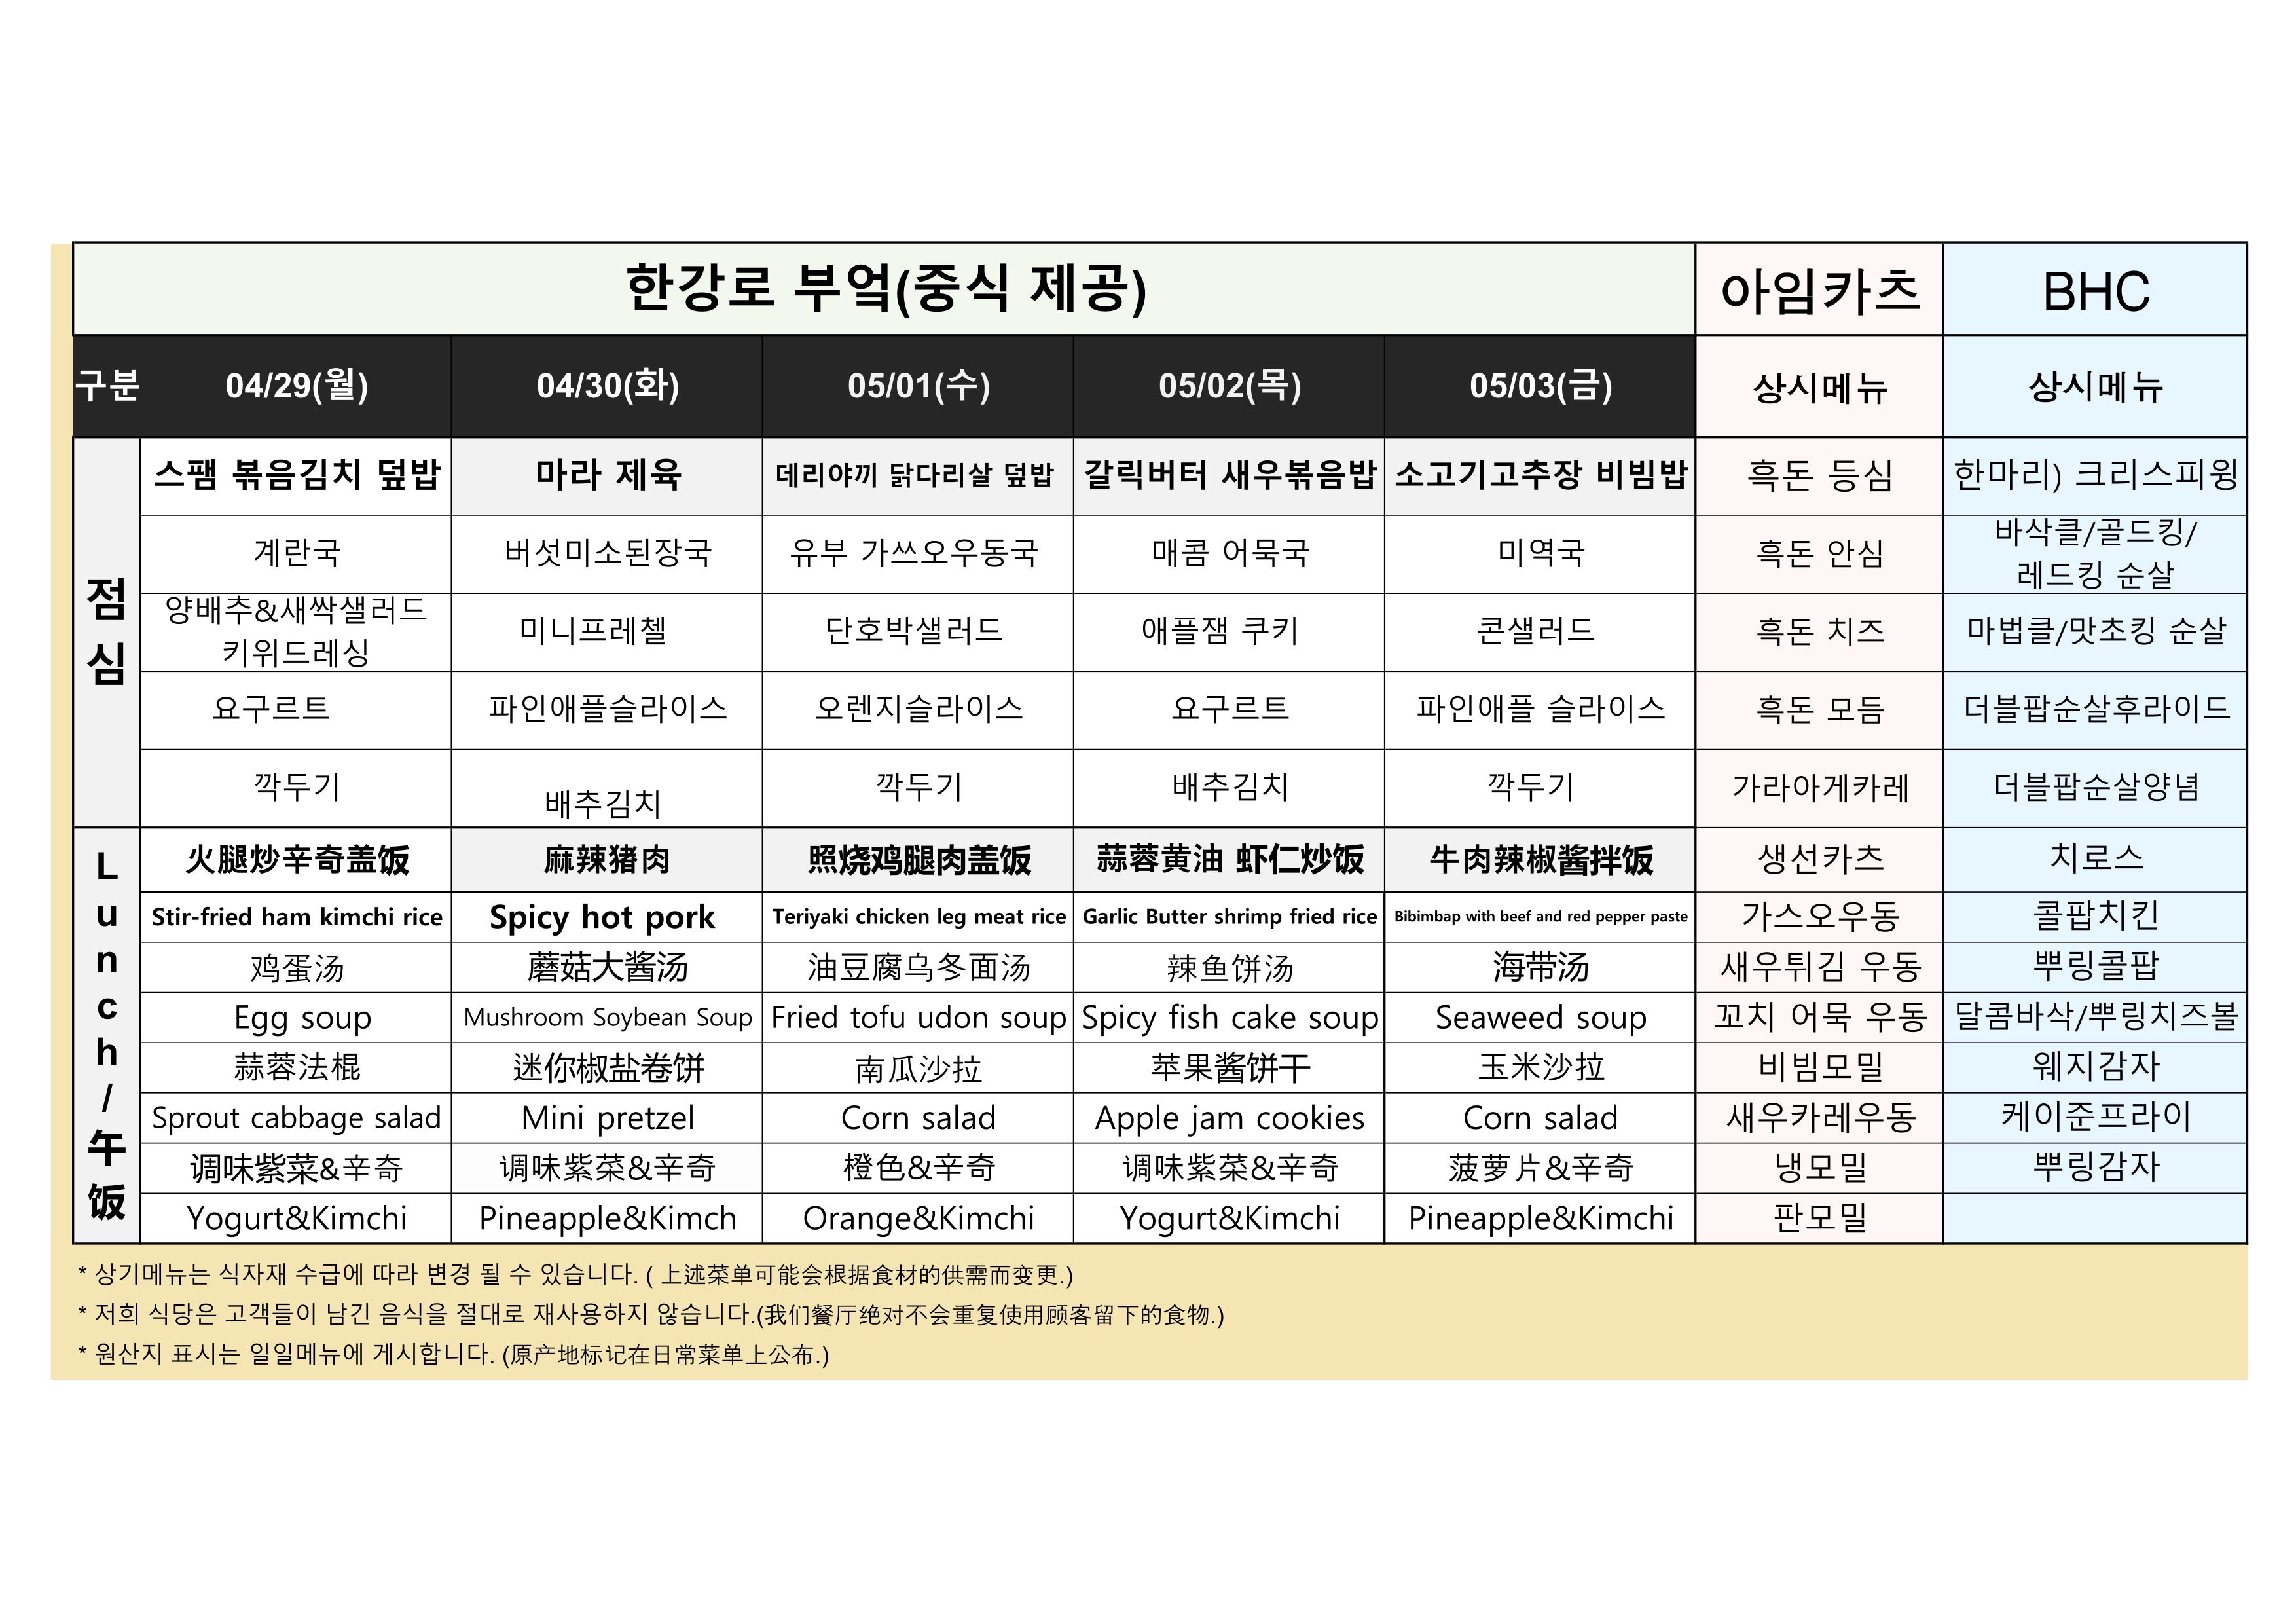 한강로 부엌(중식 제공) 아임카츠 BHC
구분 04/29(월) 04/30(화) 05/01(수) 05/02(목) 05/03(금) 상시메뉴 상시메뉴
점심
스팸 볶음김치 덮밥 마라 제육 데리야끼 닭다리살 덮밥 갈릭버터 새우볶음밥 소고기고추장 비빔밥 흑돈 등심 한마리) 크리스피윙
계란국 버섯미소된장국 유부 가쓰오우동국 매콤 어묵국 미역국 흑돈 안심 바삭클/골드킹/
레드킹 순살
양배추&새싹샐러드
키위드레싱 미니프레첼 단호박샐러드 애플잼 쿠키 콘샐러드 흑돈 치즈 마법클/맛초킹 순살
요구르트 파인애플슬라이스 오렌지슬라이스 요구르트 파인애플 슬라이스 흑돈 모듬 더블팝순살후라이드
깍두기 배추김치 깍두기 배추김치 깍두기 가라아게카레 더블팝순살양념
Lunch/午饭
火腿炒辛奇盖饭 麻辣猪肉 照烧鸡腿肉盖饭 蒜蓉黄油 虾仁炒饭 牛肉辣椒酱拌饭 생선카츠 치로스
Stir-fried ham kimchi rice Spicy hot pork Teriyaki chicken leg meat rice Garlic Butter shrimp fried rice Bibimbap with beef and red pepper paste 가스오우동 콜팝치킨
鸡蛋汤 蘑菇大酱汤 油豆腐乌冬面汤 辣鱼饼汤 海带汤 새우튀김 우동 뿌링콜팝
Egg soup Mushroom Soybean Soup Fried tofu udon soup Spicy fish cake soup Seaweed soup 꼬치 어묵 우동 달콤바삭/뿌링치즈볼
蒜蓉法棍 迷你椒盐卷饼 南瓜沙拉 苹果酱饼干 玉米沙拉 비빔모밀 웨지감자
Sprout cabbage salad Mini pretzel Corn salad Apple jam cookies Corn salad 새우카레우동 케이준프라이
调味紫菜&辛奇 调味紫菜&辛奇 橙色&辛奇 调味紫菜&辛奇 菠萝片&辛奇 냉모밀 뿌링감자
Yogurt&Kimchi Pineapple&Kimch Orange&Kimchi Yogurt&Kimchi Pineapple&Kimchi 판모밀
* 상기메뉴는 식자재 수급에 따라 변경 될 수 있습니다. ( 上述菜单可能会根据食材的供需而变更.)
* 저희 식당은 고객들이 남긴 음식을 절대로 재사용하지 않습니다.(我们餐厅绝对不会重复使用顾客留下的食物.)
* 원산지 표시는 일일메뉴에 게시합니다. (原产地标记在日常菜单上公布.)